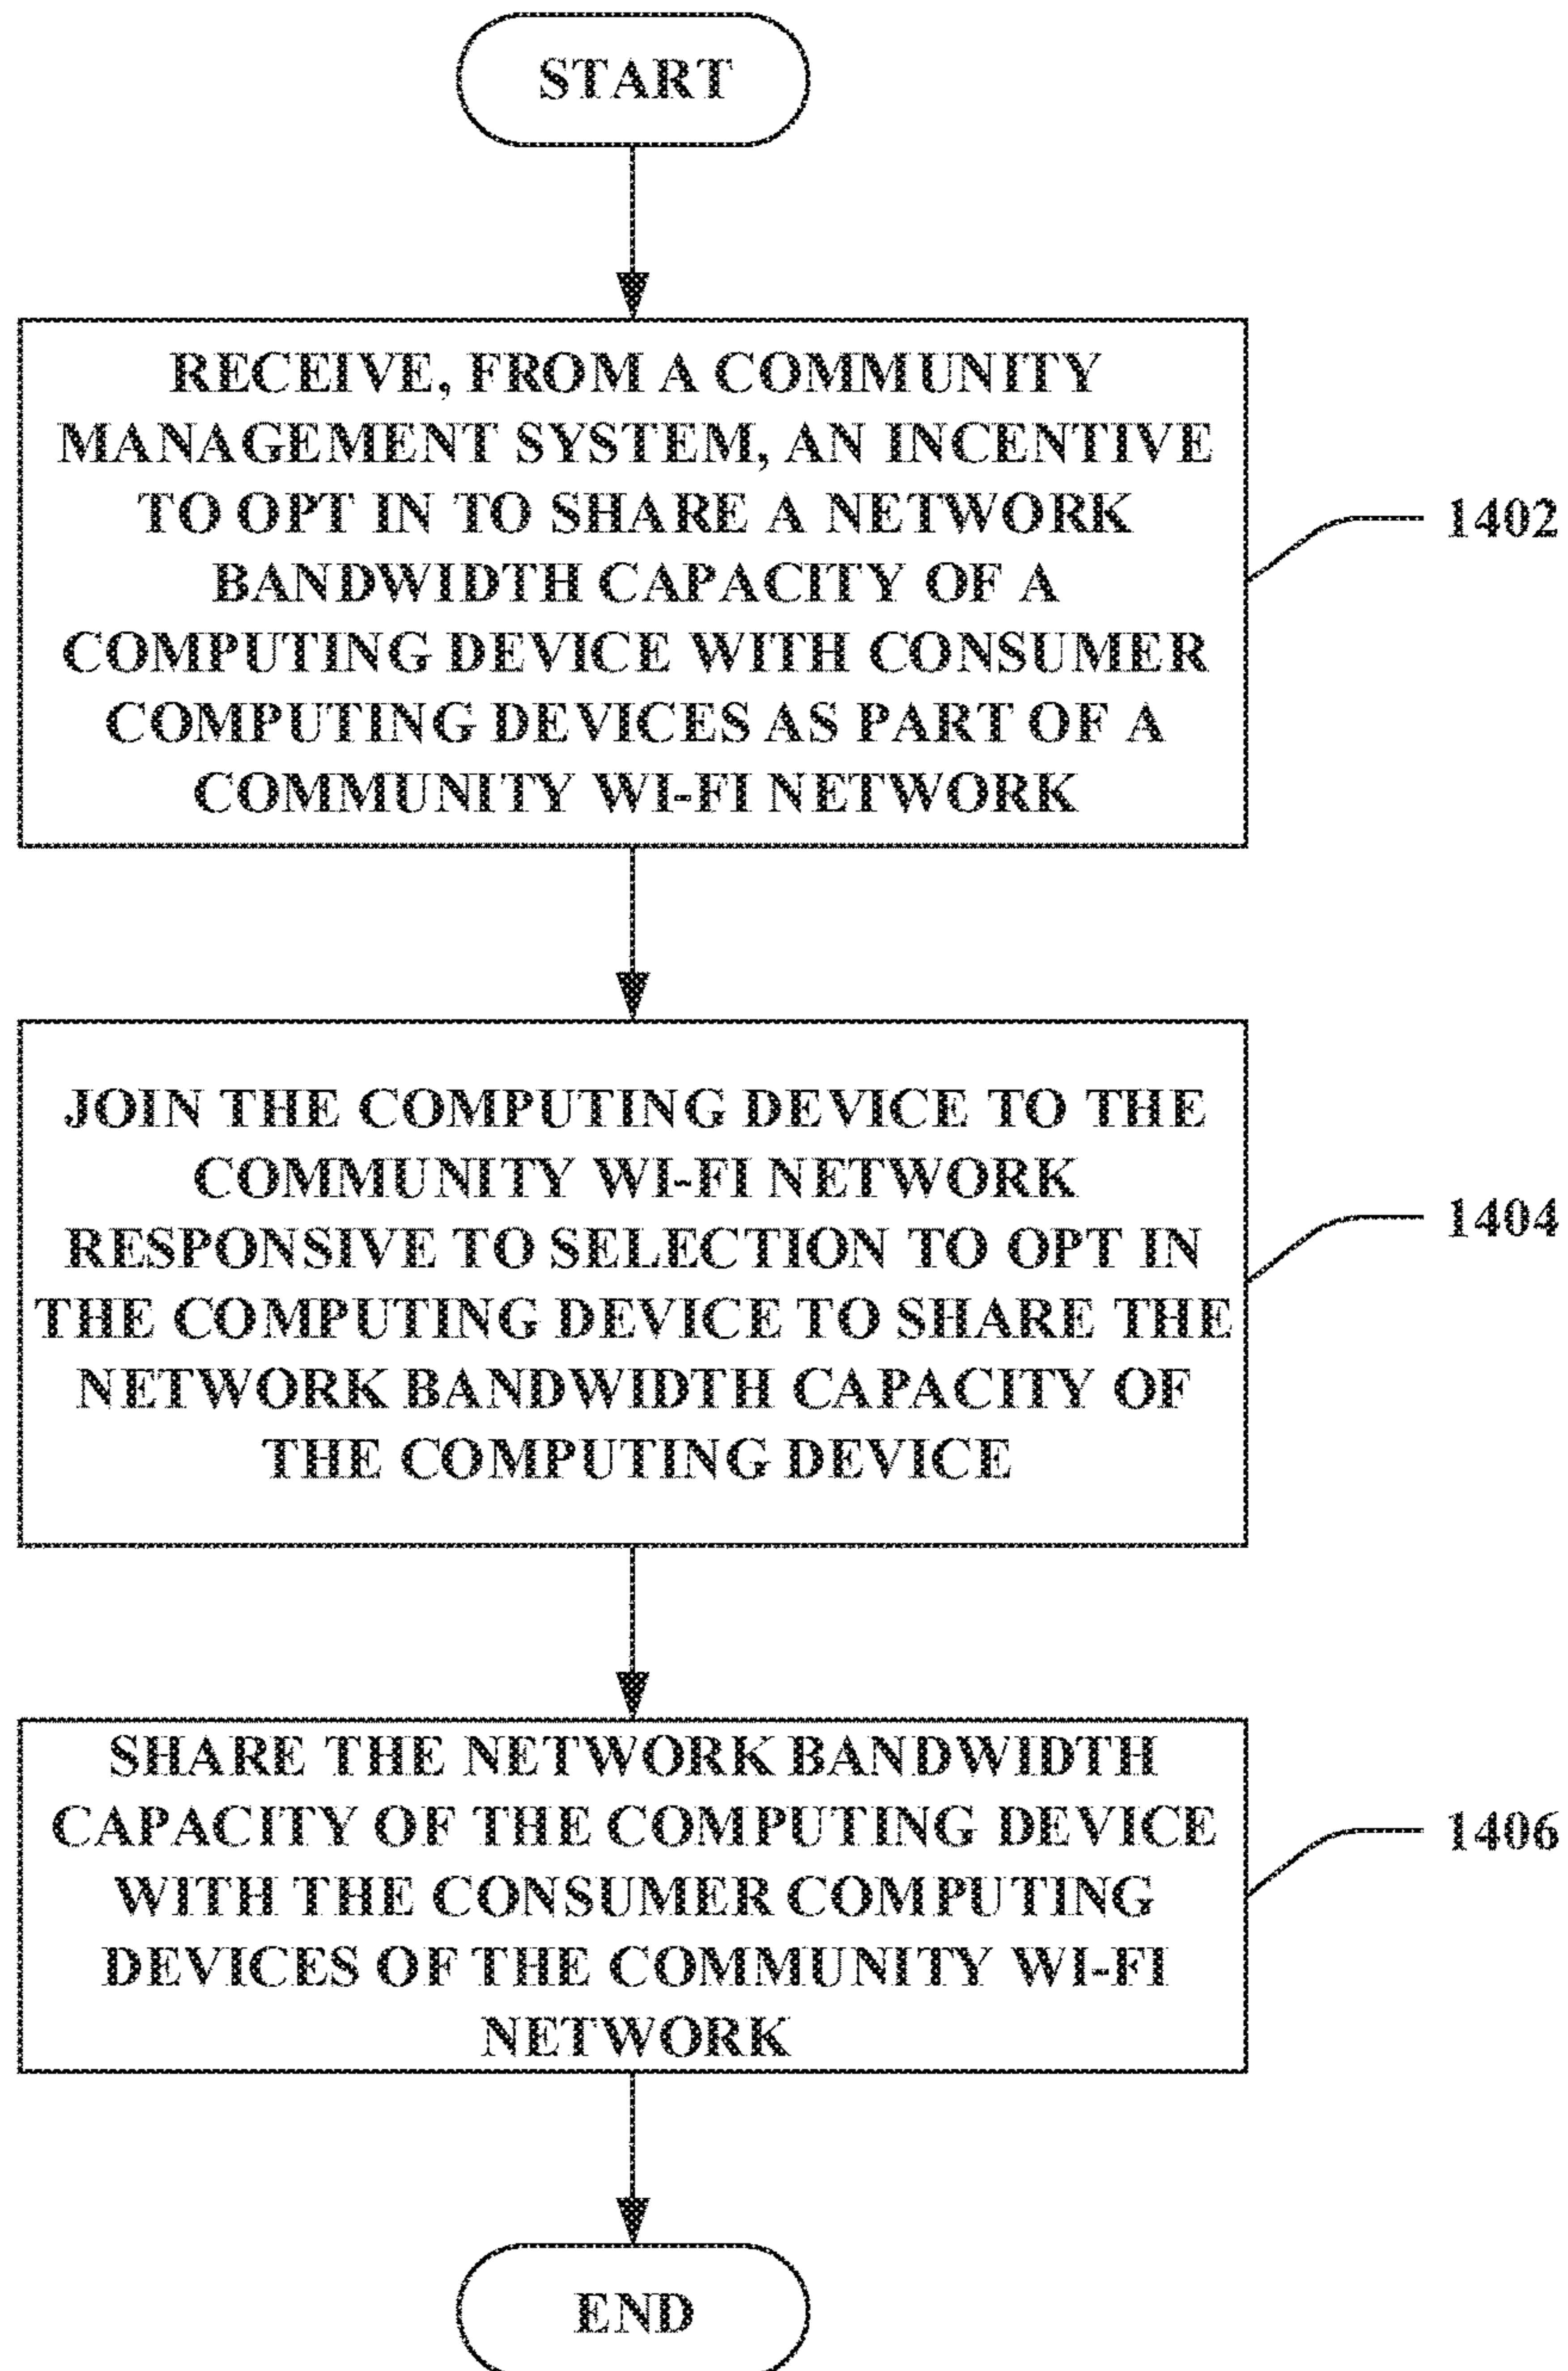 START
RECEIVE, FROM A COMMUNITY
MANAGEMENT SYSTEM, AN INCENTIVE
TO OPT IN TO SHARE A NETWORK
BANDWIDTH CAPACITY OF A
COMPUTING DEVICE WITH CONSUMER
COMPUTING DEVICES AS PART OF A
COMMUNITY WI-FI NETWORK
1402
JOIN THE COMPUTING DEVICE TO THE
COMMUNITY WI-FI NETWORK
RESPONSIVE TO SELECTION TO OPT IN
THE COMPUTING DEVICE TO SHARE THE
NETWORK BANDWIDTH CAPACITY OF
THE COMPUTING DEVICE
1404
SHARE THE NETWORK BANDWIDTH
CAPACITY OF THE COMPUTING DEVICE
WITH THE CONSUMER COMPUTING
DEVICES OF THE COMMUNITY WI-FI
NETWORK
1406
END